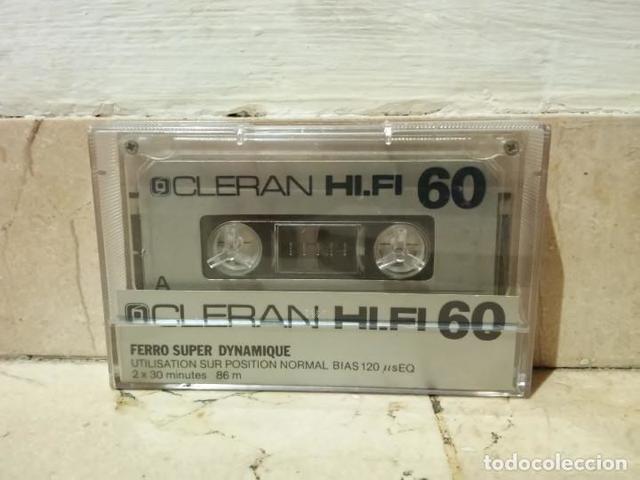 CLERAN HI.FI 60
A
CLERAN HI.FI 60
FERRO SUPER DYNAMIQUE
UTILISATION SUR POSITION NORMAL BIAS 120 µsEQ
2 x 30 minutes 86 m
todocoleccion